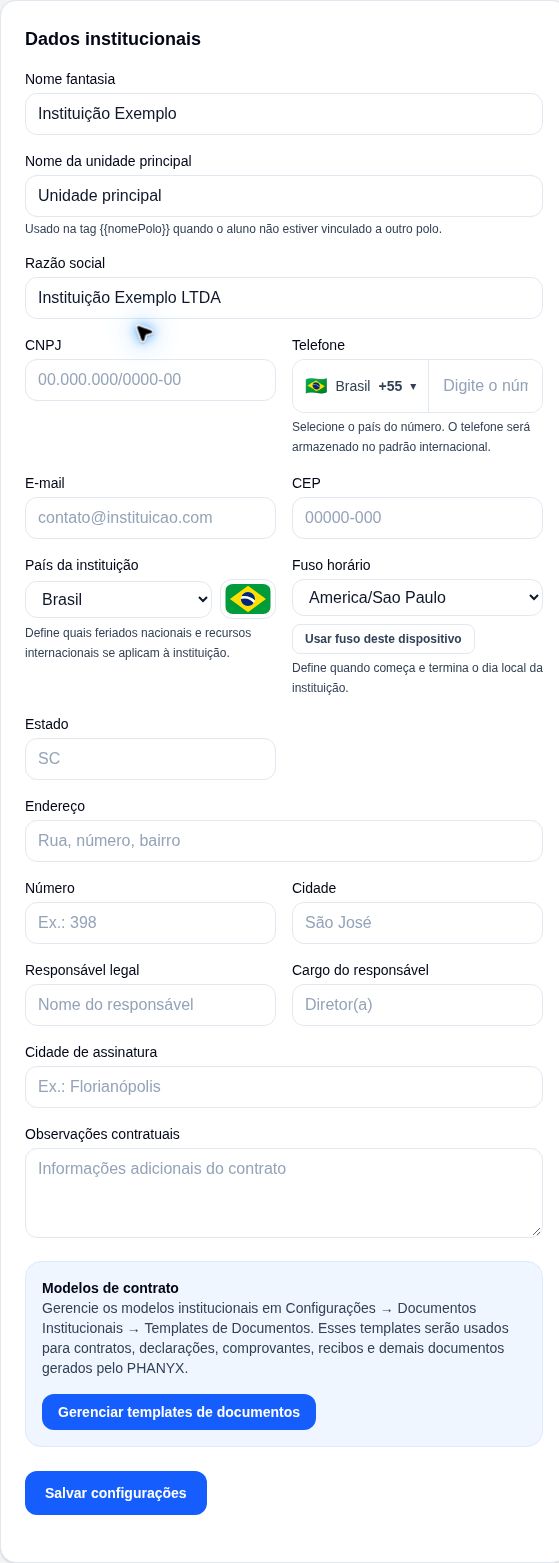 Dados institucionais
Nome fantasia
Instituição Exemplo
Nome da unidade principal
Unidade principal
Usado na tag {{nomePolo}} quando o aluno não estiver vinculado a outro polo.
Razão social
Instituição Exemplo LTDA
CNPJ
00.000.000/0000-00
Telefone
Brasil +55 ▾
Digite o núm
Selecione o país do número. O telefone será
armazenado no padrão internacional.
E-mail
contato@instituicao.com
CEP
00000-000
País da instituição
Brasil
Define quais feriados nacionais e recursos
internacionais se aplicam à instituição.
Fuso horário
America/Sao Paulo
Usar fuso deste dispositivo
Define quando começa e termina o dia local da
instituição.
Estado
SC
Endereço
Rua, número, bairro
Número
Ex.: 398
Cidade
São José
Responsável legal
Nome do responsável
Cargo do responsável
Diretor(a)
Cidade de assinatura
Ex.: Florianópolis
Observações contratuais
Informações adicionais do contrato
Modelos de contrato
Gerencie os modelos institucionais em Configurações → Documentos
Institucionais → Templates de Documentos. Esses templates serão usados
para contratos, declarações, comprovantes, recibos e demais documentos
gerados pelo PHANYX.
Gerenciar templates de documentos
Salvar configurações